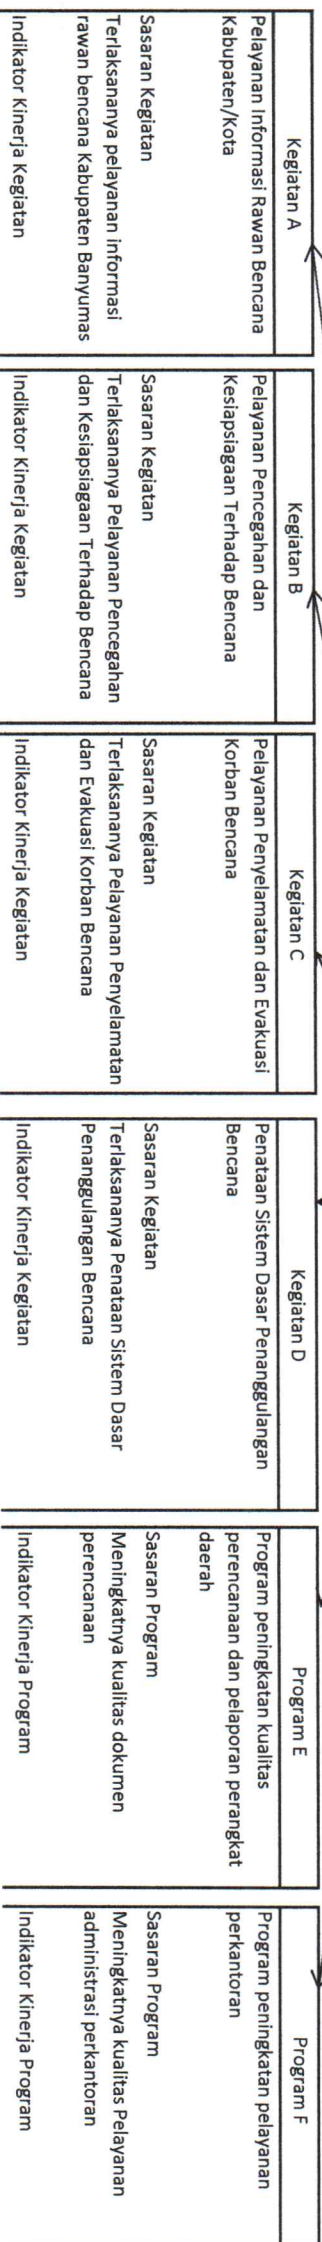 Kegiatan A
Pelayanan Informasi Rawan Bencana
Kabupaten/Kota
Sasaran Kegiatan
Terlaksananya pelayanan informasi
rawan bencana Kabupaten Banyumas
Indikator Kinerja Kegiatan
Kegiatan B
Pelayanan Pencegahan dan
Kesiapsiagaan Terhadap Bencana
Sasaran Kegiatan
Terlaksananya Pelayanan Pencegahan
dan Kesiapsiagaan Terhadap Bencana
Indikator Kinerja Kegiatan
Kegiatan C
Pelayanan Penyelamatan dan Evakuasi
Korban Bencana
Sasaran Kegiatan
Terlaksananya Pelayanan Penyelamatan
dan Evakuasi Korban Bencana
Indikator Kinerja Kegiatan
Kegiatan D
Penataan Sistem Dasar Penanggulangan
Bencana
Sasaran Kegiatan
Terlaksananya Penataan Sistem Dasar
Penanggulangan Bencana
Indikator Kinerja Kegiatan
Program E
Program peningkatan kualitas
perencanaan dan pelaporan perangkat
daerah
Sasaran Program
Meningkatnya kualitas dokumen
perencanaan
Indikator Kinerja Program
Program F
Program peningkatan pelayanan
perkantoran
Sasaran Program
Meningkatnya kualitas Pelayanan
administrasi perkantoran
Indikator Kinerja Program